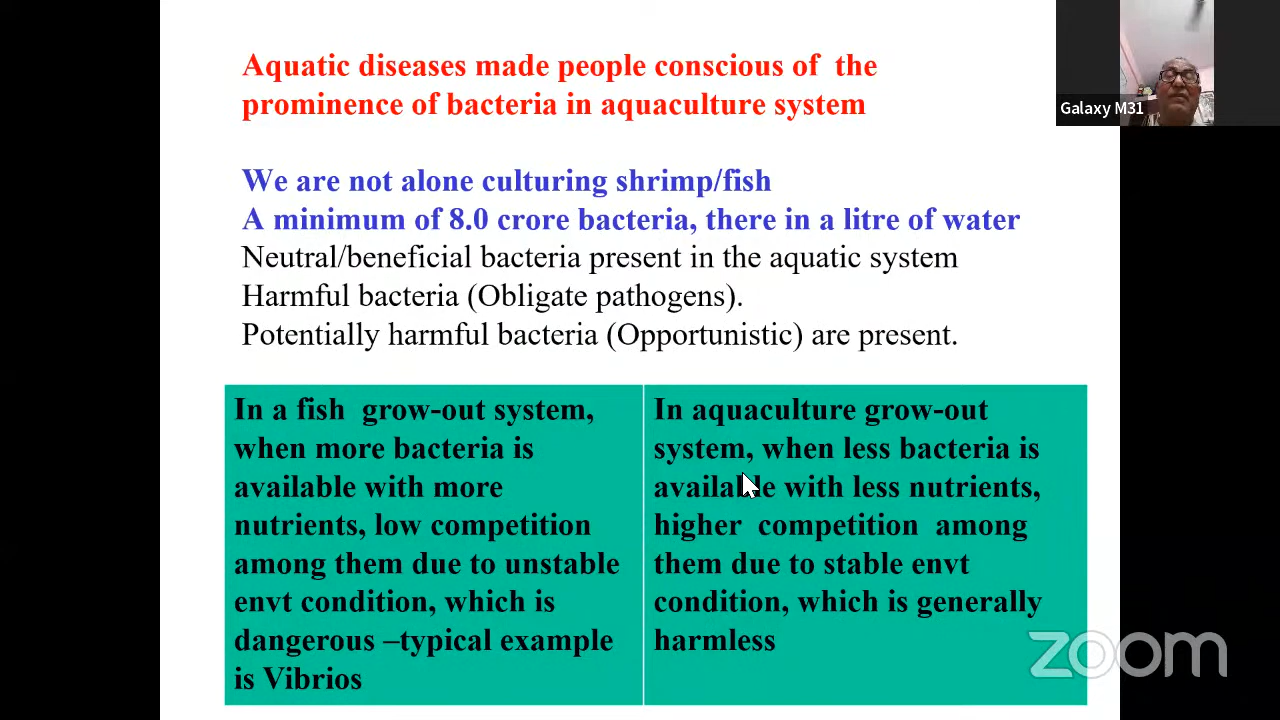 Aquatic diseases made people conscious of the
prominence of bacteria in aquaculture system
We are not alone culturing shrimp/fish
A minimum of 8.0 crore bacteria, there in a litre of water
Neutral/beneficial bacteria present in the aquatic system
Harmful bacteria (Obligate pathogens).
Potentially harmful bacteria (Opportunistic) are present.
In a fish grow-out system,
when more bacteria is
available with more
nutrients, low competition
among them due to unstable
envt condition, which is
dangerous –typical example
is Vibrios
In aquaculture grow-out
system, when less bacteria is
available with less nutrients,
higher competition among
them due to stable envt
condition, which is generally
harmless
Galaxy M31
zoom